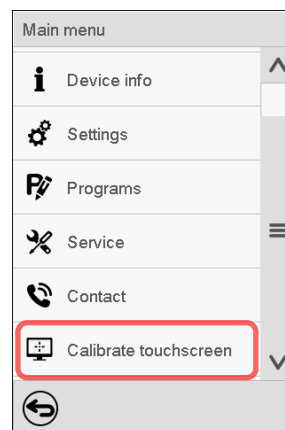 Main menu
Device info
Settings
Programs
Service
Contact
Calibrate touchscreen